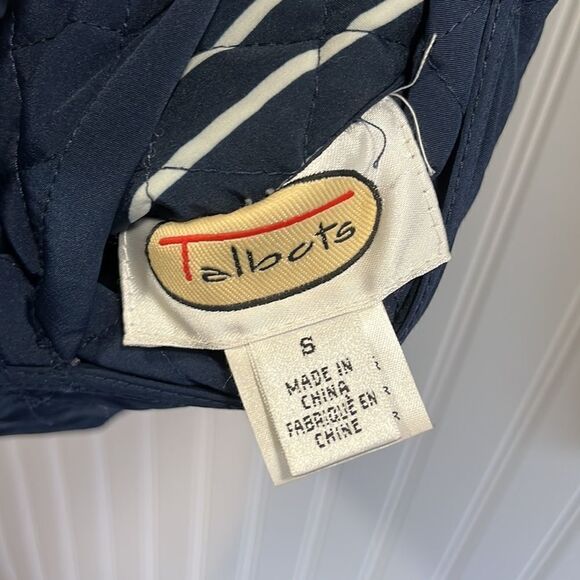 Talbots
S
MADE IN
CHINA
FABRIQUE EN
CHINE